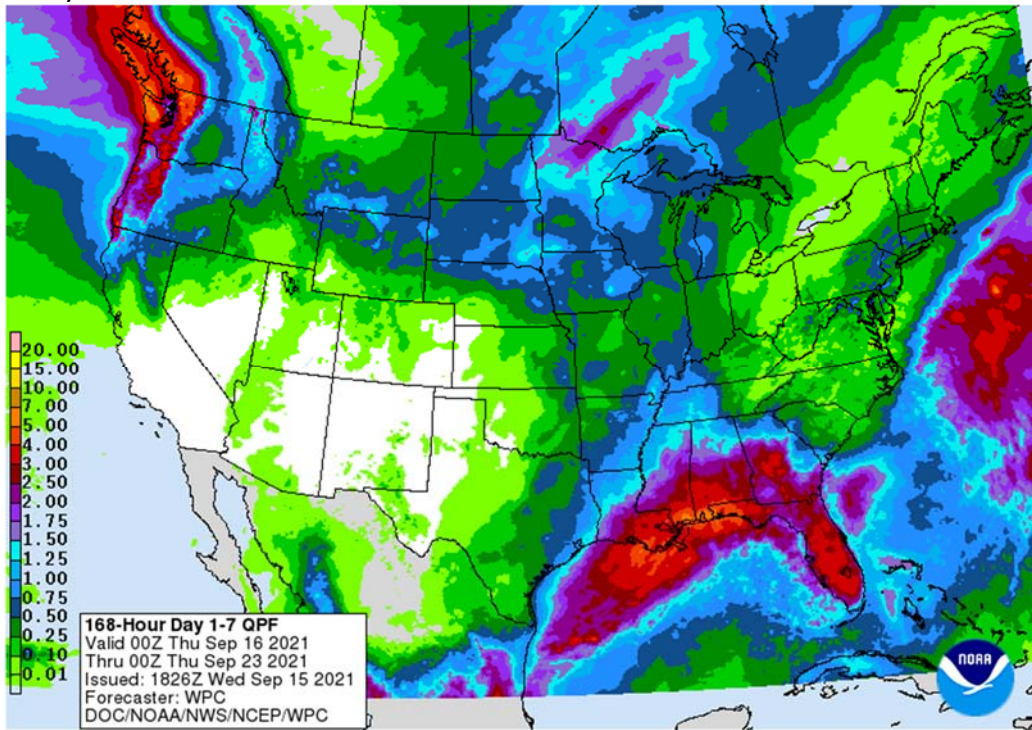 20.00
15.00
10.00
7.00
5.00
4.00
3.00
2.50
2.00
1.75
1.50
1.25
1.00
0.75
0.50
0.25
0.10
0.01
168-Hour Day 1-7 QPF
Valid 00Z Thu Sep 16 2021
Thru 00Z Thu Sep 23 2021
Issued: 1826Z Wed Sep 15 2021
Forecaster: WPC
DOC/NOAA/NWS/NCEP/WPC
NOAA